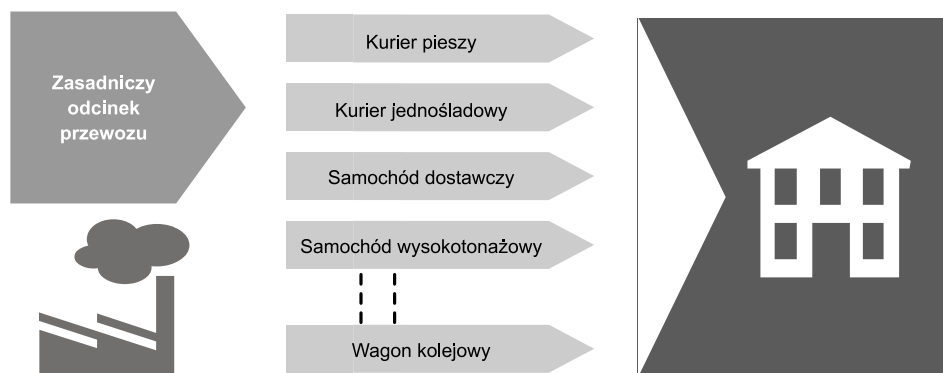 Zasadniczy
odcinek
przewozu
Kurier pieszy
Kurier jednośladowy
Samochód dostawczy
Samochód wysokotonażowy
Wagon kolejowy